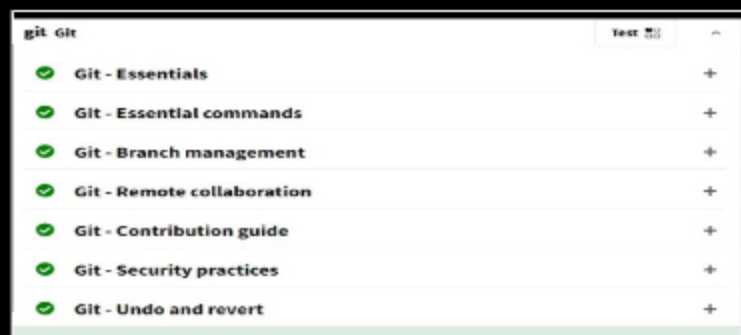 git Git Test
Git - Essentials
Git - Essential commands
Git - Branch management
Git - Remote collaboration
Git - Contribution guide
Git - Security practices
Git - Undo and revert